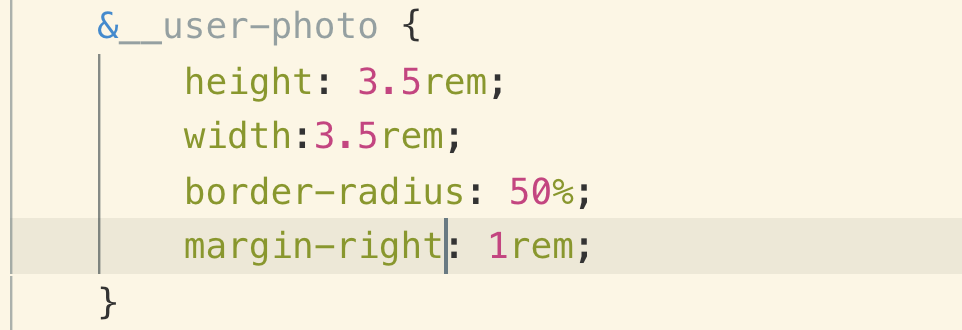 &__user-photo {
height: 3.5rem;
width:3.5rem;
border-radius: 50%;
margin-right: 1rem;
}